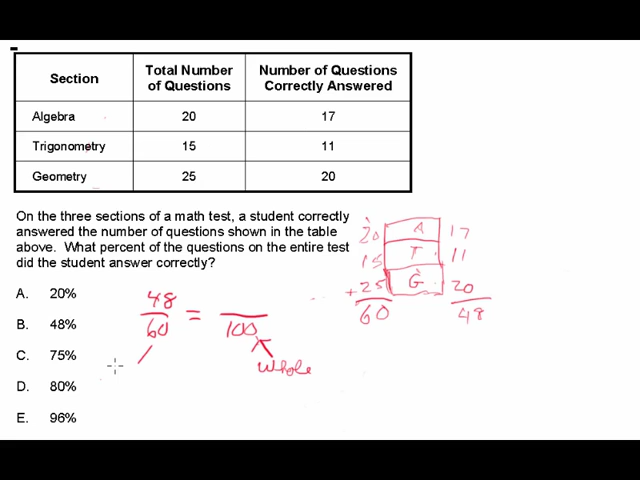 Section Total Number of Questions Number of Questions Correctly Answered
Algebra 20 17
Trigonometry 15 11
Geometry 25 20
On the three sections of a math test, a student correctly
answered the number of questions shown in the table
above. What percent of the questions on the entire test
did the student answer correctly?
A. 20%
B. 48%
C. 75%
D. 80%
E. 96%
20 A 17
15 T 11
+25 G 20
60 48
48
60 = 
100
whole